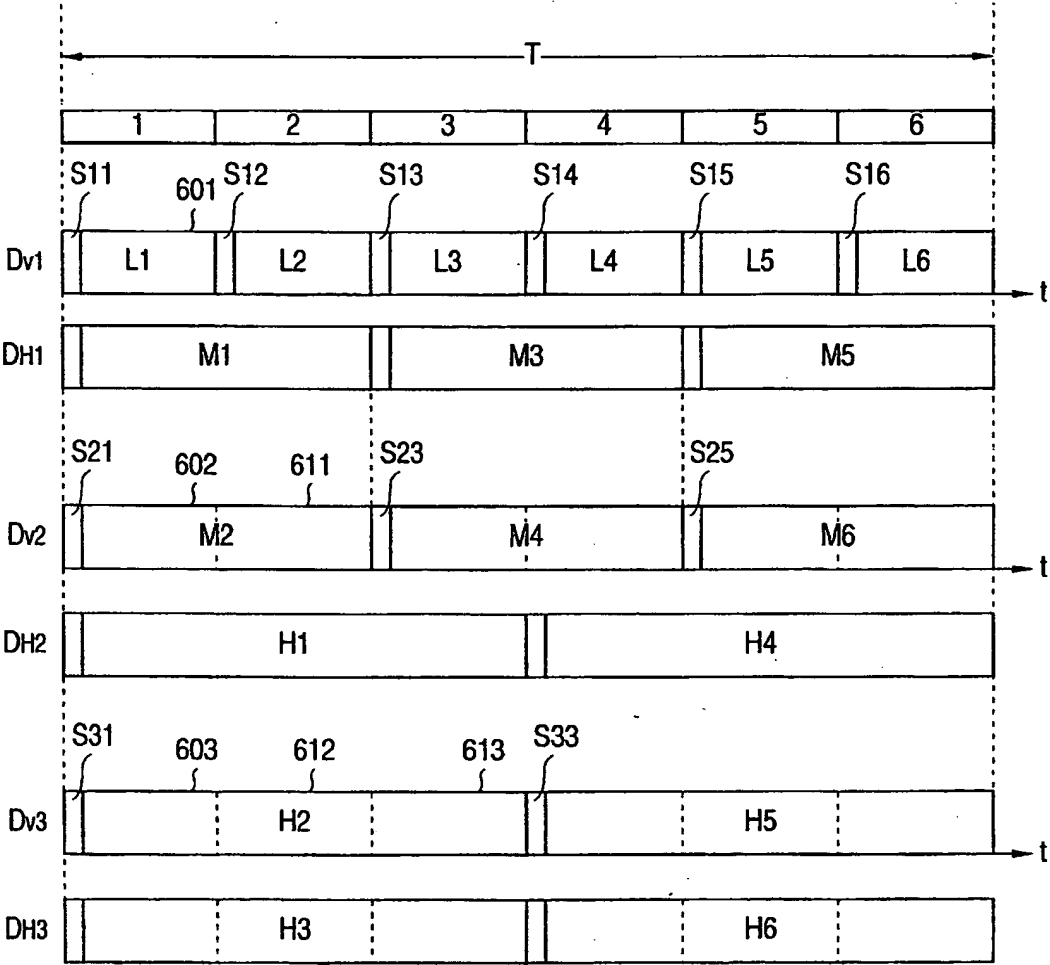 T
1 2 3 4 5 6
S11 601 S12 S13 S14 S15 S16
Dv1 L1 L2 L3 L4 L5 L6 t
DH1 M1 M3 M5
S21 602 611 S23 S25
Dv2 M2 M4 M6 t
DH2 H1 H4
S31 603 612 613 S33
Dv3 H2 H5 t
DH3 H3 H6